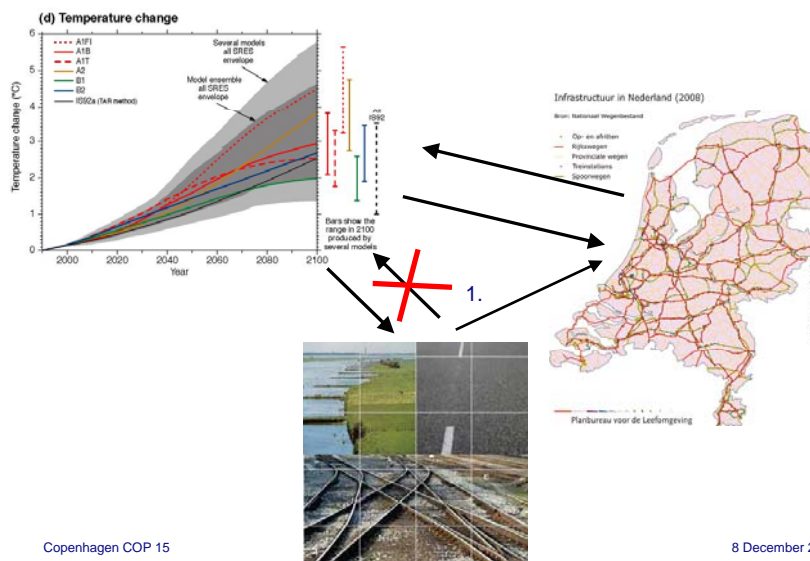 (d) Temperature change
6
5
4
3
2
1
0
Temperature change (°C)
A1FI
A1B
A1T
A2
B1
B2
IS92a (TAR method)
Several models
all SRES
envelope
Model ensemble
all SRES
envelope
2000
2020
2040
2060
2080
2100
Year
IS92
Bars show the
range in 2100
produced by
several models
1.
Infrastructuur in Nederland (2008)
Bron: Nationaal Wegenbestand
Op- en afritten
Rijkswegen
Provinciale wegen
Treinstations
Spoorwegen
Planbureau voor de Leefomgeving
Copenhagen COP 15
8 December 2